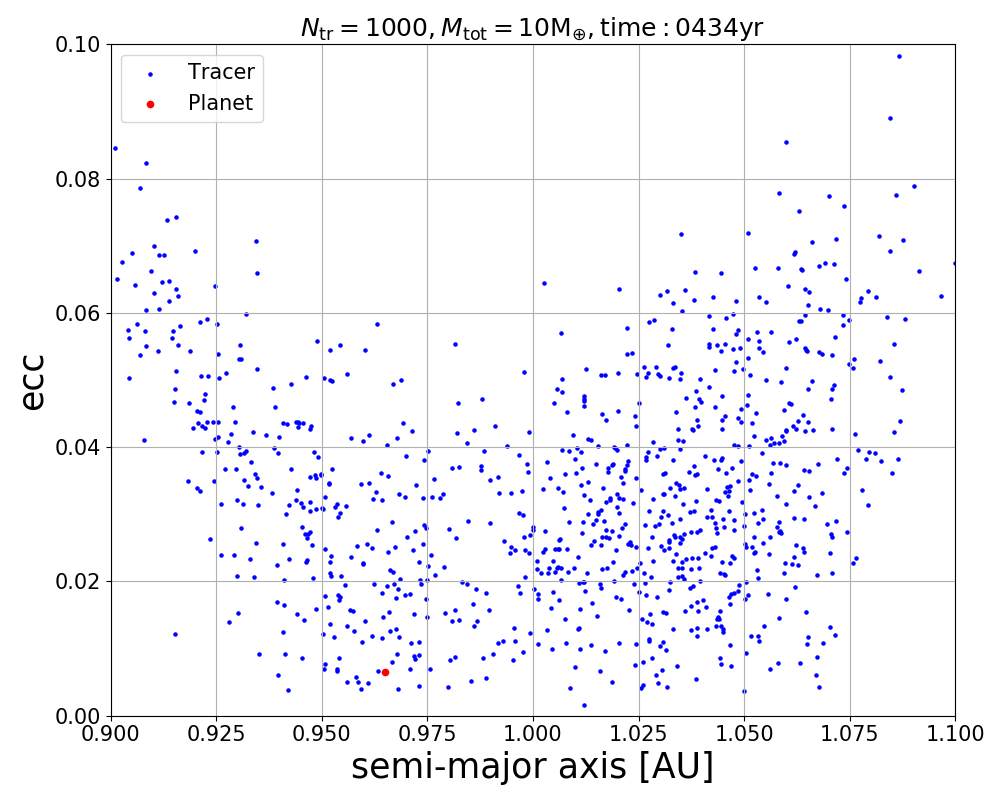 N_tr = 1000, M_tot = 10M_⊕, time : 0434yr
Tracer
Planet
0.10
0.08
0.06
0.04
0.02
0.00
ecc
0.900 0.925 0.950 0.975 1.000 1.025 1.050 1.075 1.100
semi-major axis [AU]